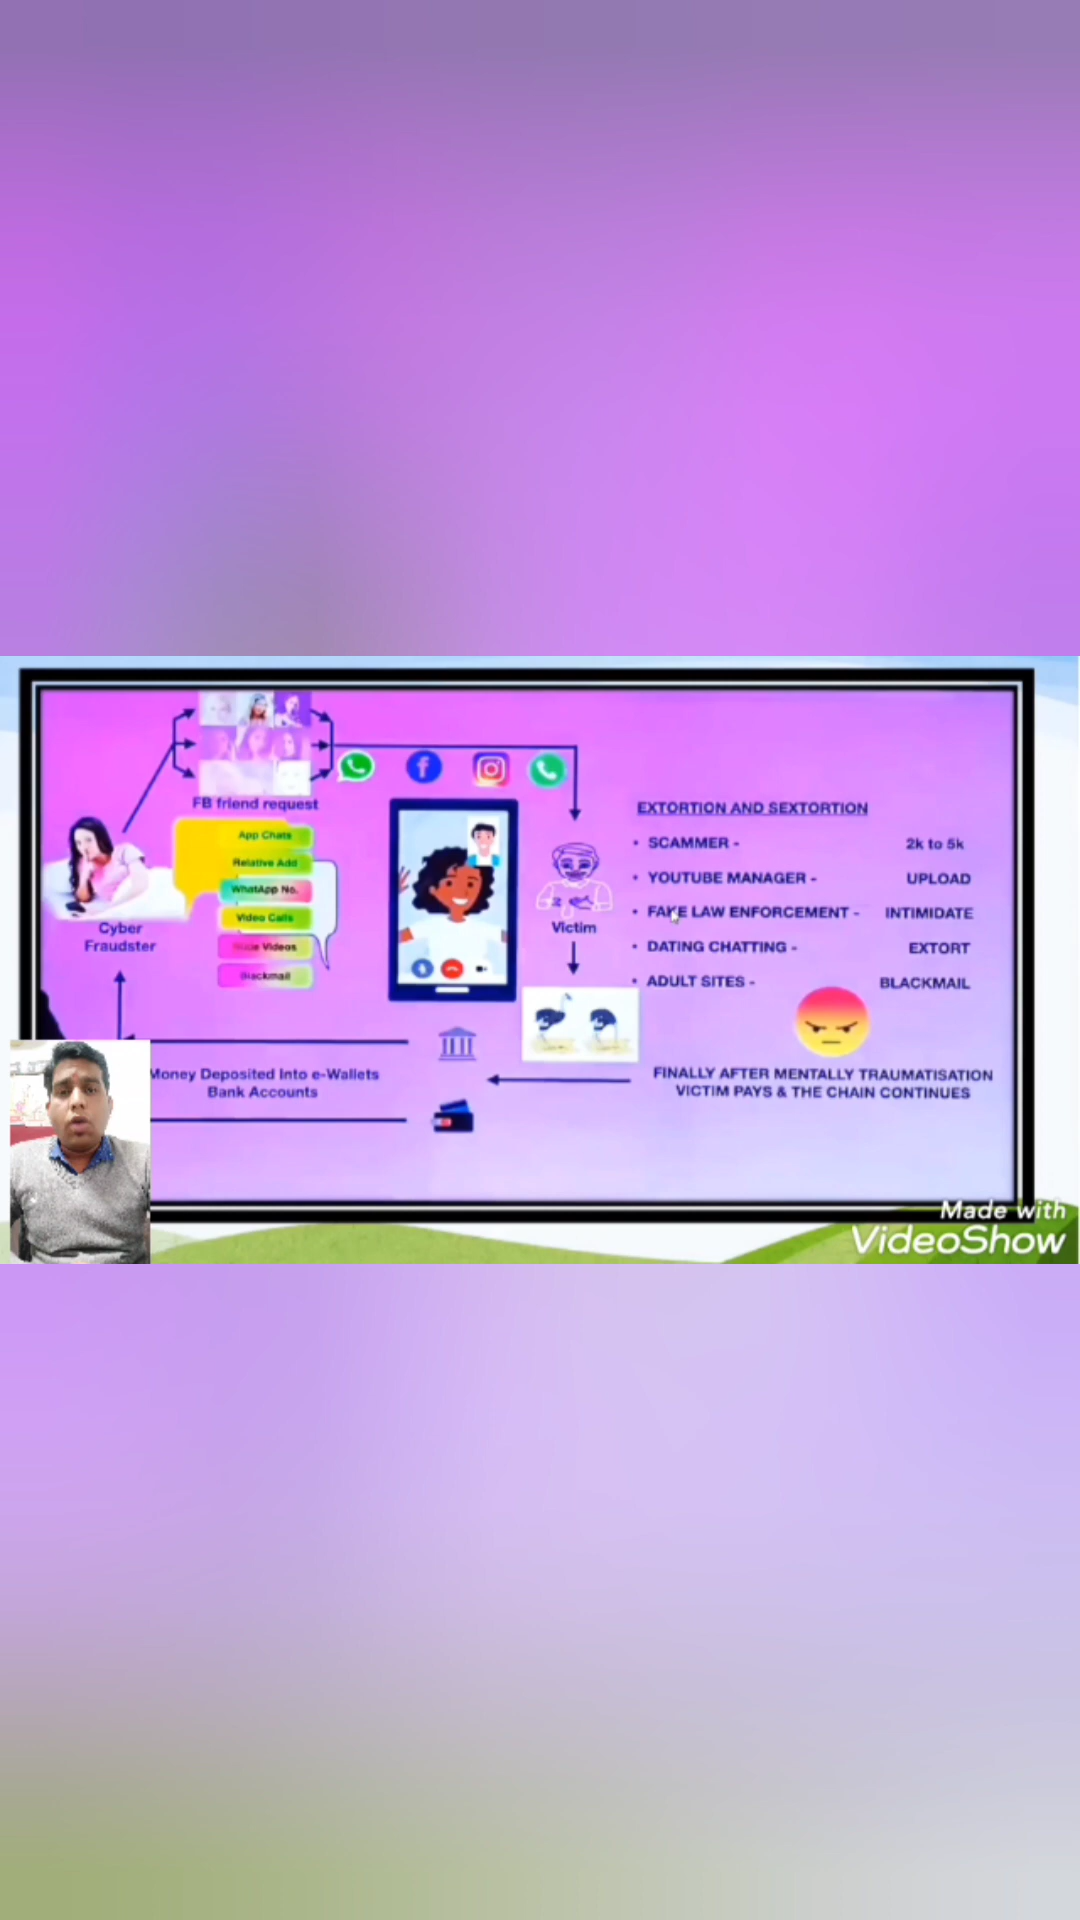 FB friend request
App Chats
Relative Add
WhatApp No.
Video Calls
Nude Videos
Blackmail
Cyber
Fraudster
Victim
EXTORTION AND SEXTORTION
• SCAMMER - 2k to 5k
• YOUTUBE MANAGER - UPLOAD
• FAKE LAW ENFORCEMENT - INTIMIDATE
• DATING CHATTING - EXTORT
• ADULT SITES - BLACKMAIL
Money Deposited Into e-Wallets
Bank Accounts
FINALLY AFTER MENTALLY TRAUMATISATION
VICTIM PAYS & THE CHAIN CONTINUES
Made with
VideoShow